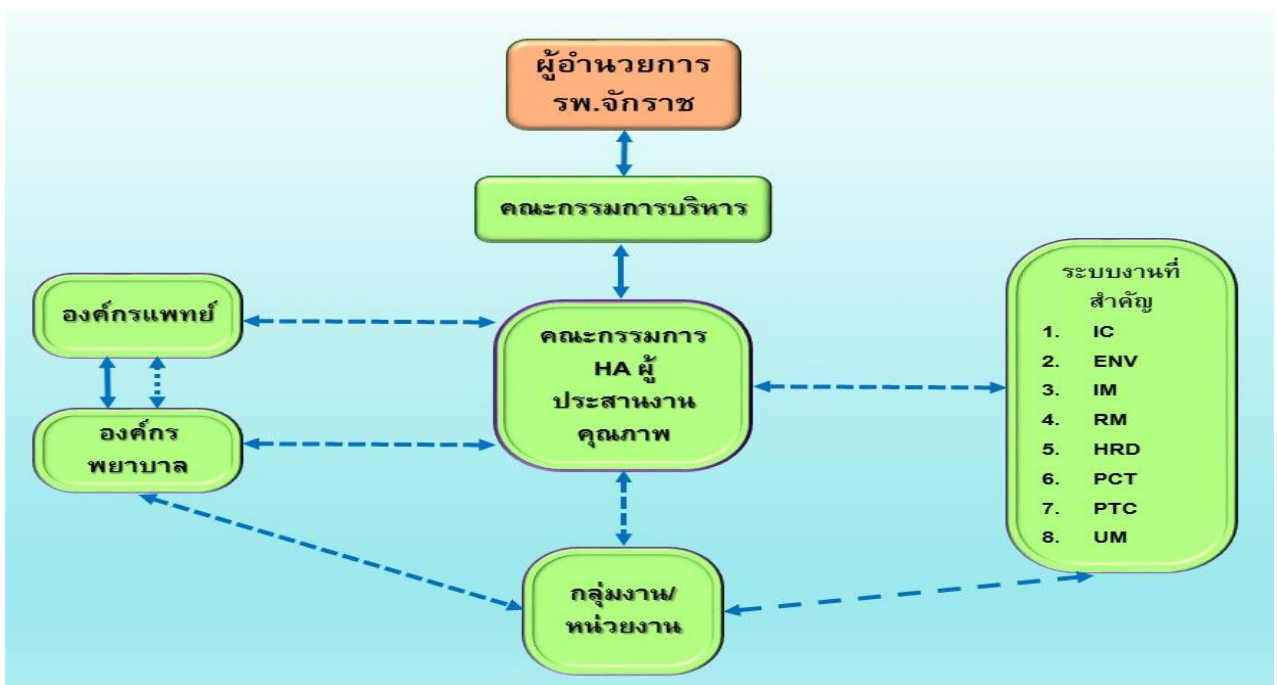 ผู้อำนวยการ
รพ.จักราช
คณะกรรมการบริหาร
องค์กรแพทย์
องค์กร
พยาบาล
คณะกรรมการ
HA ผู้
ประสานงาน
คุณภาพ
ระบบงานที่
สำคัญ
1. IC
2. ENV
3. IM
4. RM
5. HRD
6. PCT
7. PTC
8. UM
กลุ่มงาน/
หน่วยงาน